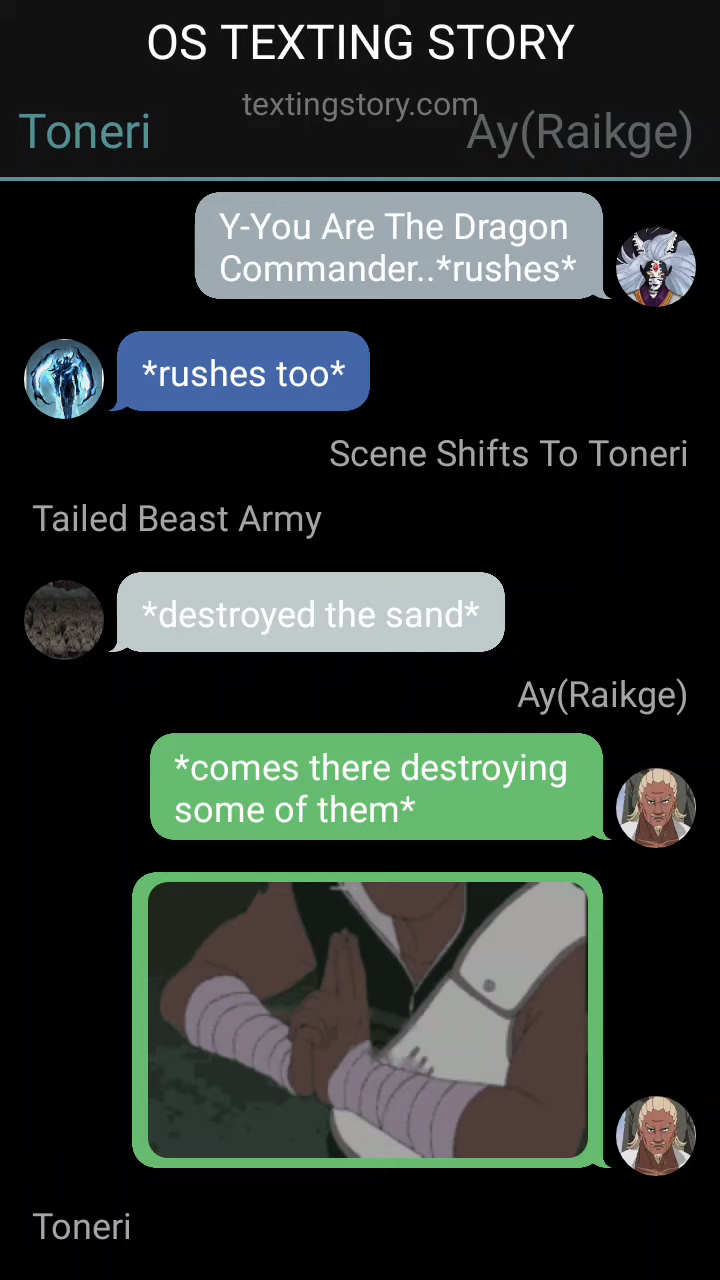 OS TEXTING STORY
textingstory.com
Toneri
Ay(Raikge)
Y-You Are The Dragon
Commander..*rushes*
*rushes too*
Scene Shifts To Toneri
Tailed Beast Army
*destroyed the sand*
Ay(Raikge)
*comes there destroying
some of them*
Toneri